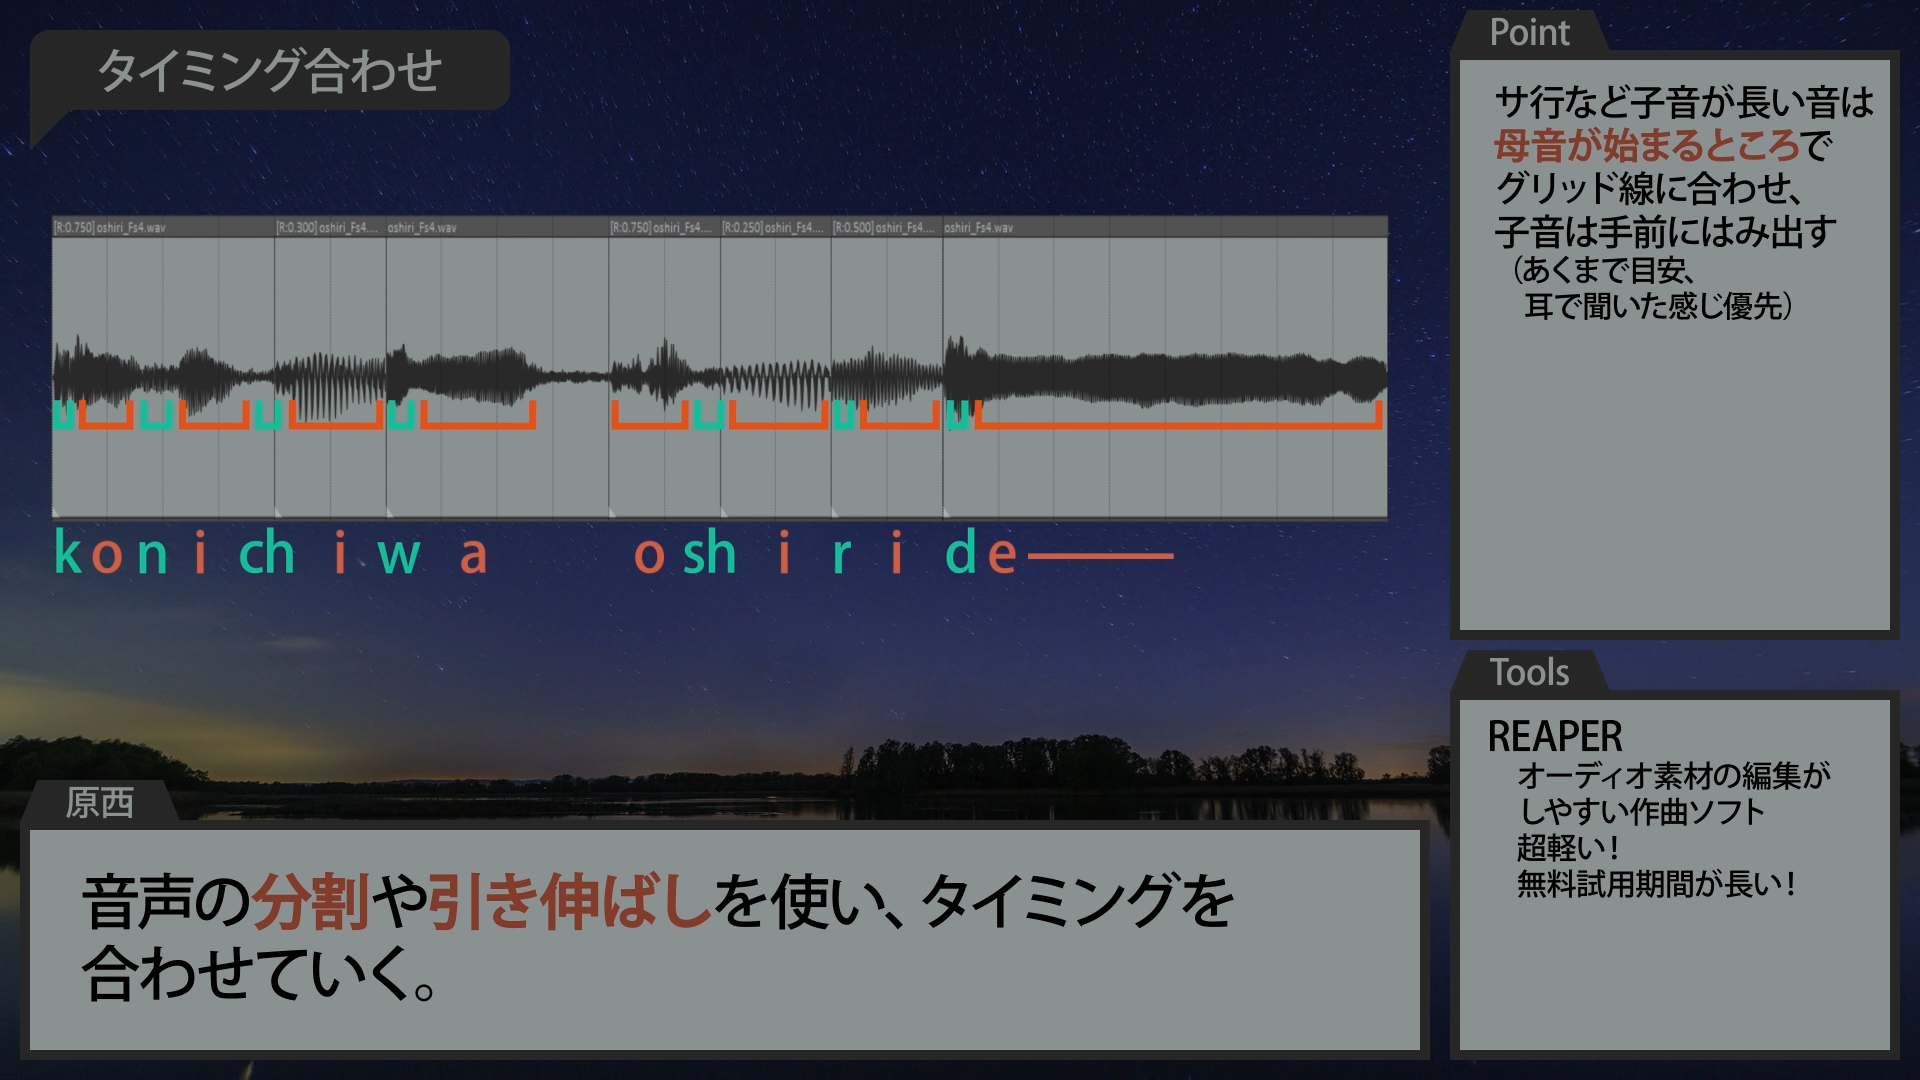 タイミング合わせ
[R:0.750] oshiri_Fs4.wav
[R:0.300] oshiri_Fs4....
oshiri_Fs4.wav
[R:0.750] oshiri_Fs4....
[R:0.250] oshiri_Fs4....
[R:0.500] oshiri_Fs4....
oshiri_Fs4.wav
k o n i ch i w a o sh i r i d e―――
原西
音声の分割や引き伸ばしを使い、タイミングを
合わせていく。
Point
サ行など子音が長い音は
母音が始まるところで
グリッド線に合わせ、
子音は手前にはみ出す
（あくまで目安、
耳で聞いた感じ優先）
Tools
REAPER
オーディオ素材の編集が
しやすい作曲ソフト
超軽い！
無料試用期間が長い！